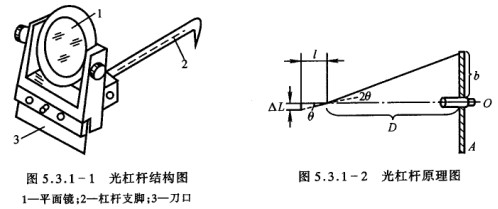 1
2
3
l
ΔL
θ
2θ
D
b
O
A
图 5.3.1-1 光杠杆结构图
1—平面镜;2—杠杆支脚;3—刀口
图 5.3.1-2 光杠杆原理图